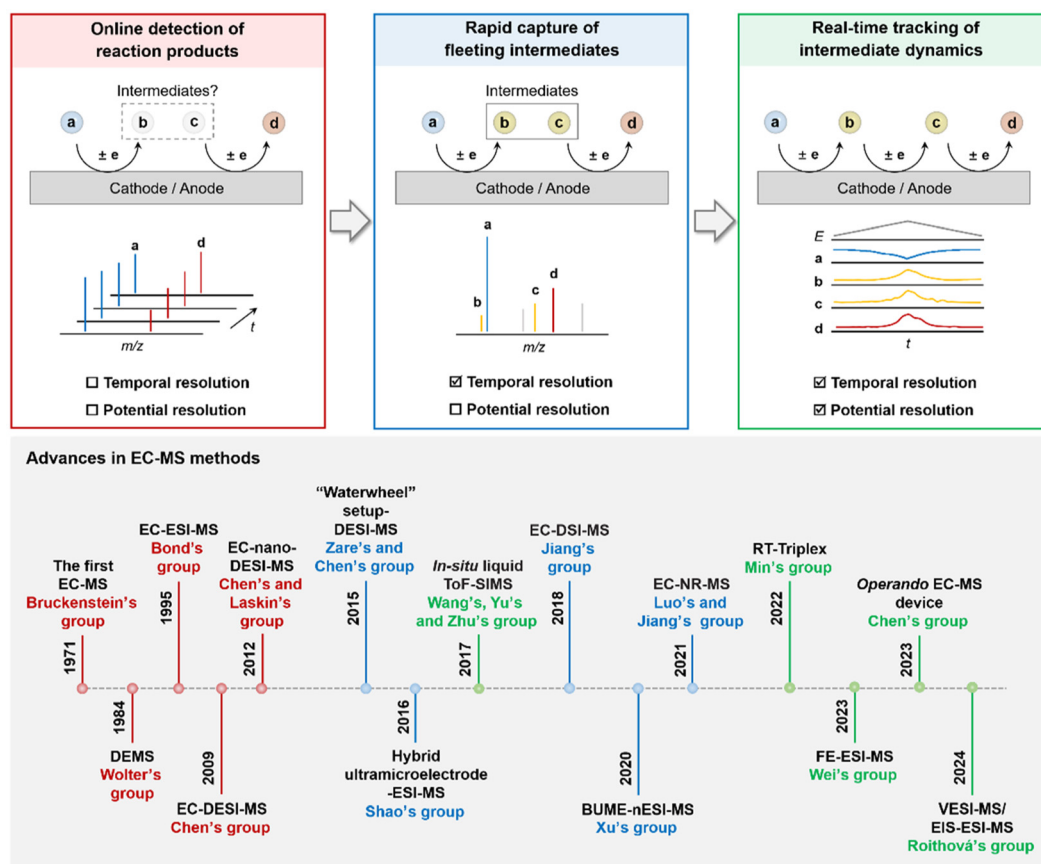 Online detection of
reaction products
Intermediates?
a
b
c
d
± e
± e
Cathode / Anode
a
d
t
m/z
☐ Temporal resolution
☐ Potential resolution
Rapid capture of
fleeting intermediates
Intermediates
a
b
c
d
± e
± e
Cathode / Anode
a
b
c
d
m/z
☑ Temporal resolution
☐ Potential resolution
Real-time tracking of
intermediate dynamics
a
b
c
d
± e
± e
± e
Cathode / Anode
E
a
b
c
d
t
☑ Temporal resolution
☑ Potential resolution
Advances in EC-MS methods
The first
EC-MS
Bruckenstein's
group
1971
1984
DEMS
Wolter's
group
EC-ESI-MS
Bond's
group
1995
2009
EC-DESI-MS
Chen's group
EC-nano-
DESI-MS
Chen's and
Laskin's
group
2012
“Waterwheel”
setup-
DESI-MS
Zare's and
Chen's group
2015
2016
Hybrid
ultramicroelectrode
-ESI-MS
Shao's group
In-situ liquid
ToF-SIMS
Wang's, Yu's
and Zhu's group
2017
EC-DSI-MS
Jiang's
group
2018
2020
BUME-nESI-MS
Xu's group
EC-NR-MS
Luo's and
Jiang's group
2021
RT-Triplex
Min's group
2022
2023
FE-ESI-MS
Wei's group
Operando EC-MS
device
Chen's group
2023
2024
VESI-MS/
EIS-ESI-MS
Roithová's group